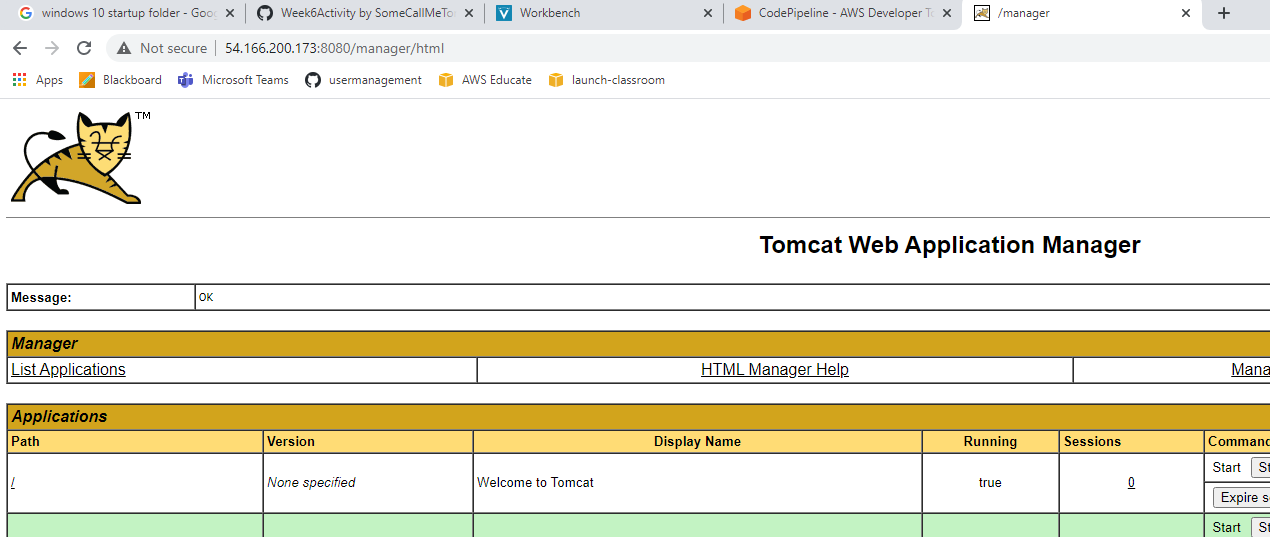 windows 10 startup folder - Goo
Week6Activity by SomeCallMeTo
Workbench
CodePipeline - AWS Developer To
/manager
Not secure
54.166.200.173:8080/manager/html
Apps
Blackboard
Microsoft Teams
usermanagement
AWS Educate
launch-classroom
TM
Tomcat Web Application Manager
Message: OK
Manager
List Applications HTML Manager Help Mana
Applications
Path Version Display Name Running Sessions Command
/ None specified Welcome to Tomcat true 0 Start St
Expire se
Start St